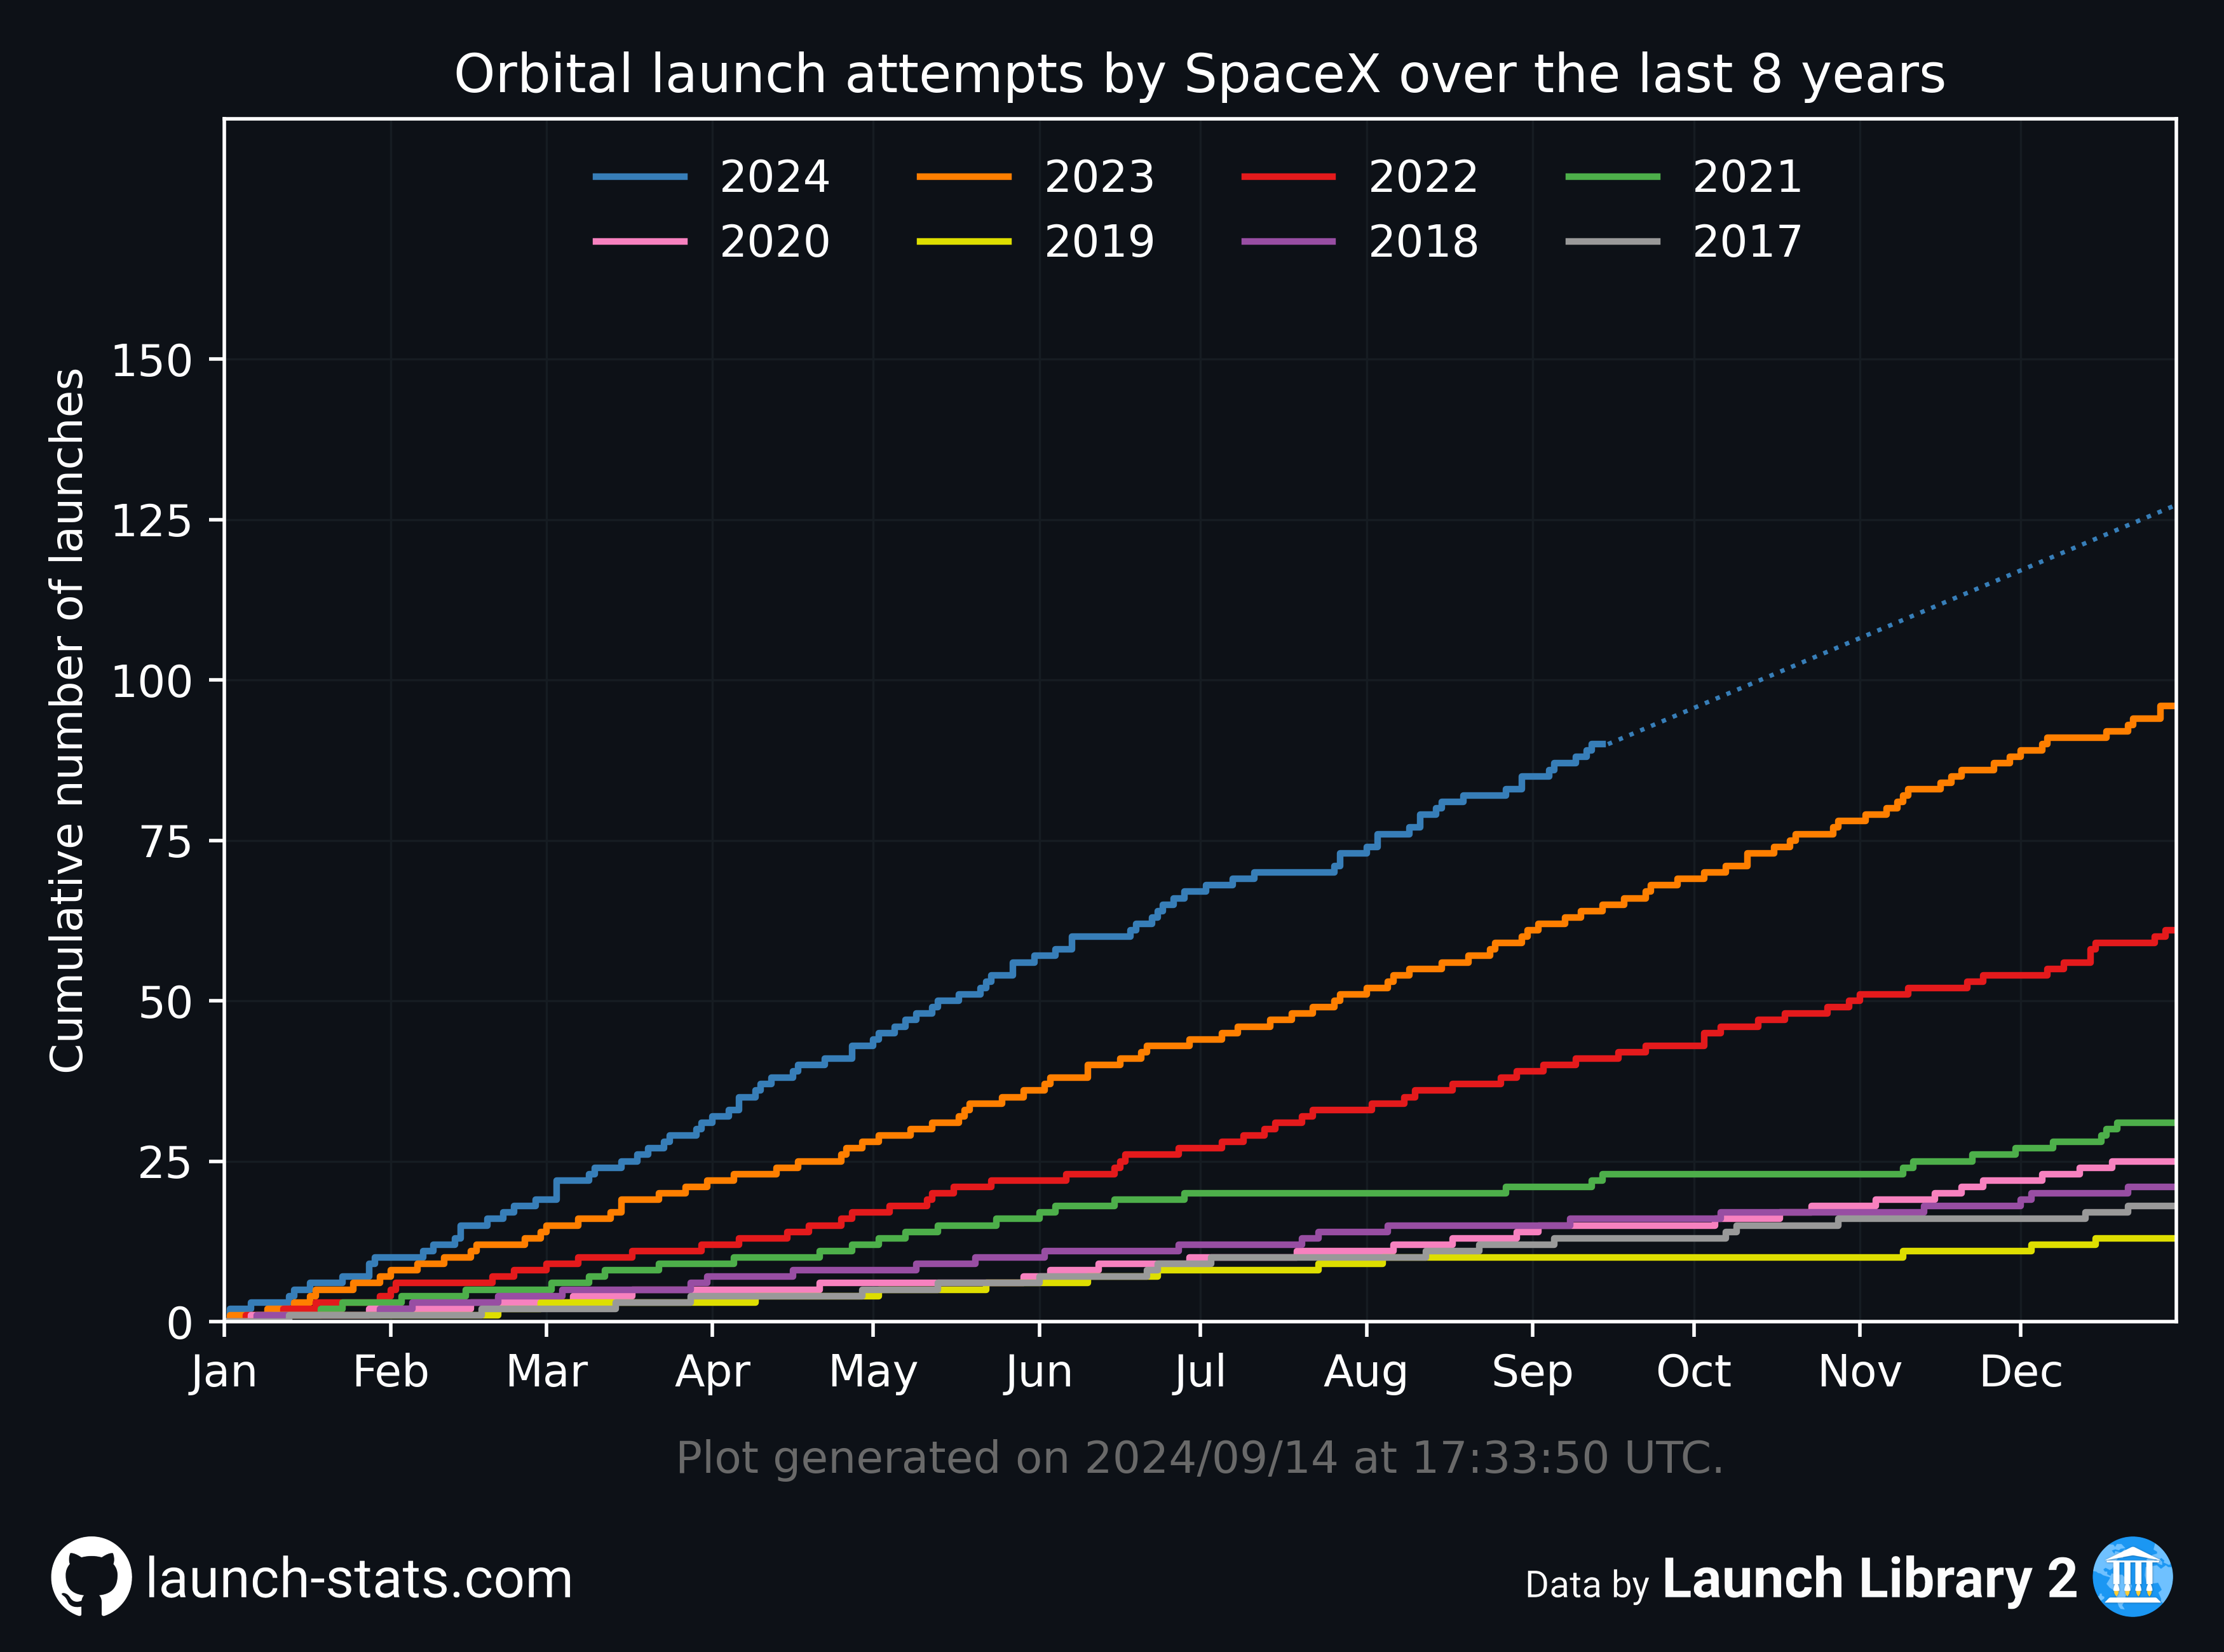 Orbital launch attempts by SpaceX over the last 8 years
2024 2023 2022 2021
2020 2019 2018 2017
Cumulative number of launches
150
125
100
75
50
25
0
Jan Feb Mar Apr May Jun Jul Aug Sep Oct Nov Dec
Plot generated on 2024/09/14 at 17:33:50 UTC.
launch-stats.com
Data by Launch Library 2